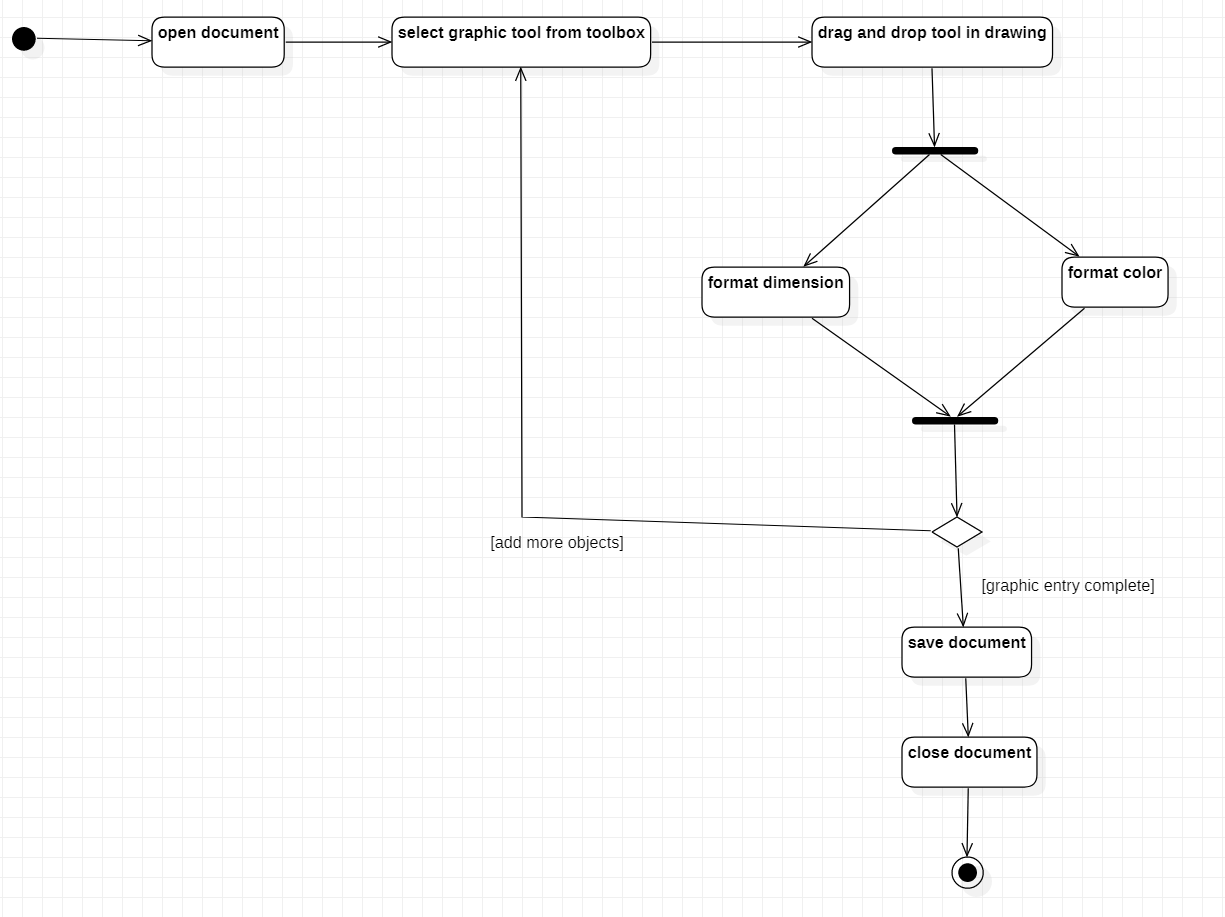 open document
select graphic tool from toolbox
drag and drop tool in drawing
format dimension
format color
[add more objects]
[graphic entry complete]
save document
close document